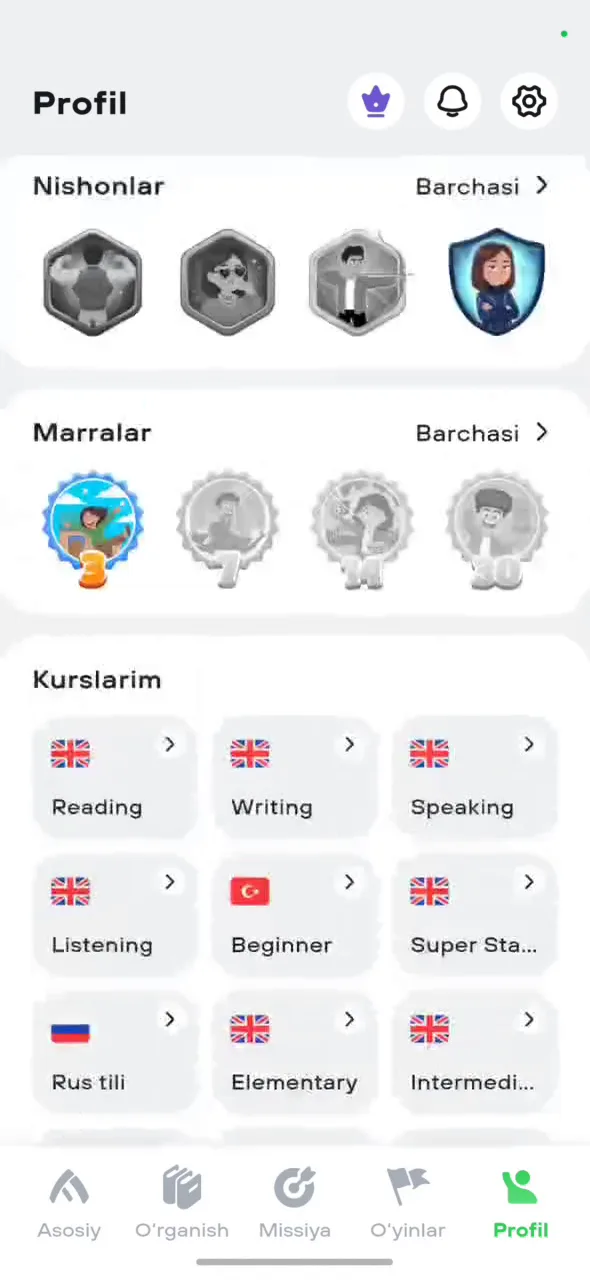 Profil
Nishonlar
Barchasi
Marralar
Barchasi
3
7
14
30
Kurslarim
Reading
Writing
Speaking
Listening
Beginner
Super Sta...
Rus tili
Elementary
Intermedi...
Asosiy
O'rganish
Missiya
O'yinlar
Profil